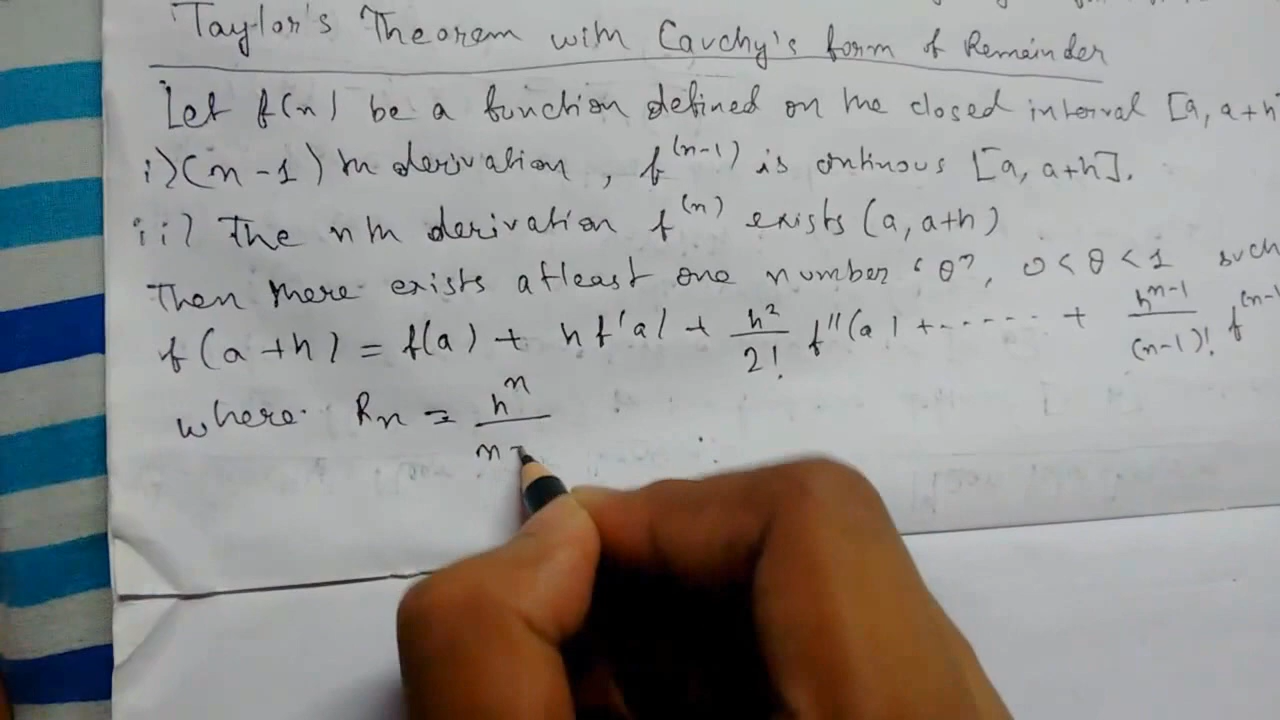 Taylor's Theorem with Cauchy's form of Remainder
Let f(n) be a function defined on the closed interval [a, a+h]
i) (n-1)th derivation, f^(n-1) is continous [a, a+h].
ii) The nth derivation f^(n) exists (a, a+h)
Then there exists atleast one number 'θ', 0 < θ < 1 such
f(a+h) = f(a) + h f'a) + h²/2! f''(a) + ...... + h^(n-1)/(n-1)! f^(n-1
where. Rn = h^n/n-